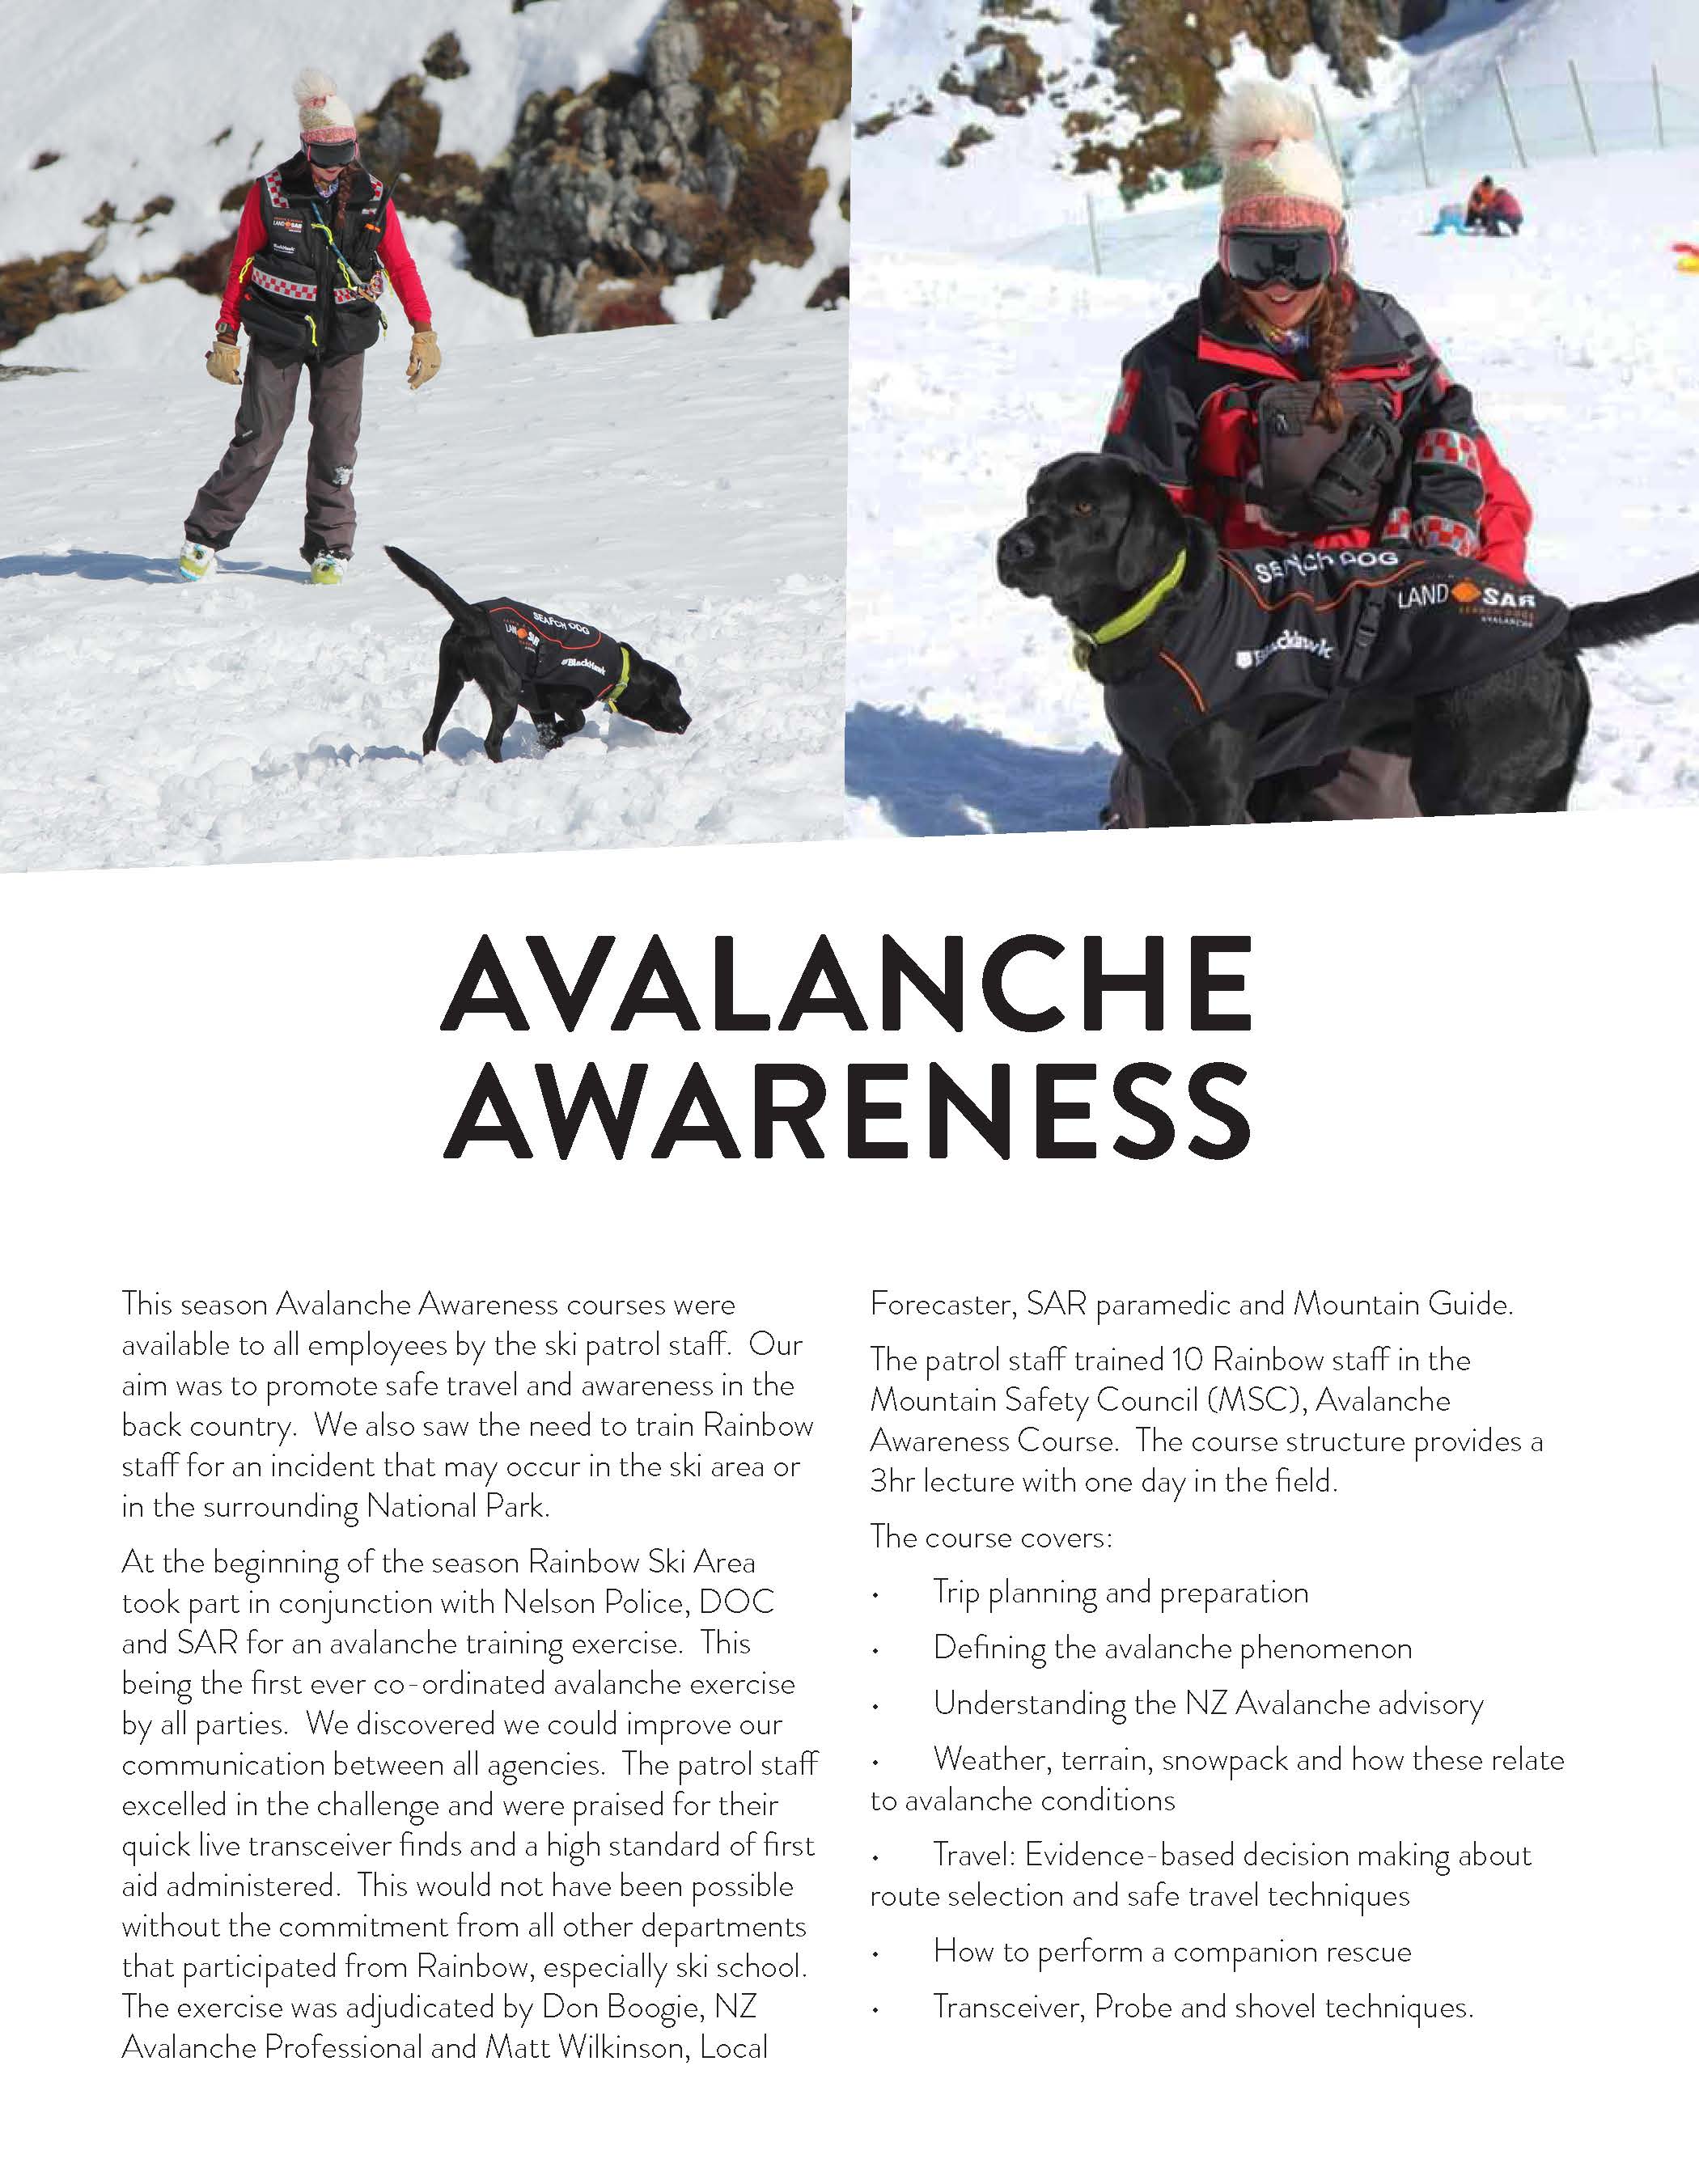 LAND SAR
SEARCH DOG
LAND SAR
BlackHawk
SEARCH DOG
LAND SAR
AVALANCHE
AVALANCHE
AWARENESS
This season Avalanche Awareness courses were
available to all employees by the ski patrol staff.  Our
aim was to promote safe travel and awareness in the
back country.  We also saw the need to train Rainbow
staff for an incident that may occur in the ski area or
in the surrounding National Park.
At the beginning of the season Rainbow Ski Area
took part in conjunction with Nelson Police, DOC
and SAR for an avalanche training exercise.  This
being the first ever co-ordinated avalanche exercise
by all parties.  We discovered we could improve our
communication between all agencies.  The patrol staff
excelled in the challenge and were praised for their
quick live transceiver finds and a high standard of first
aid administered.  This would not have been possible
without the commitment from all other departments
that participated from Rainbow, especially ski school.
The exercise was adjudicated by Don Boogie, NZ
Avalanche Professional and Matt Wilkinson, Local
Forecaster, SAR paramedic and Mountain Guide.
The patrol staff trained 10 Rainbow staff in the
Mountain Safety Council (MSC), Avalanche
Awareness Course.  The course structure provides a
3hr lecture with one day in the field.
The course covers:
• Trip planning and preparation
• Defining the avalanche phenomenon
• Understanding the NZ Avalanche advisory
• Weather, terrain, snowpack and how these relate
to avalanche conditions
• Travel: Evidence-based decision making about
route selection and safe travel techniques
• How to perform a companion rescue
• Transceiver, Probe and shovel techniques.